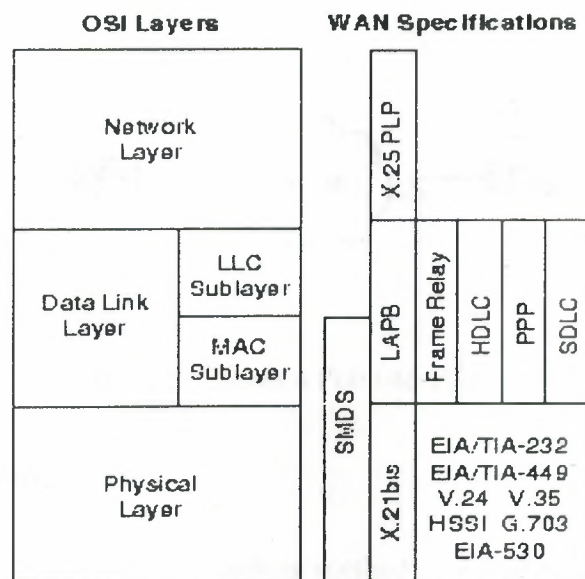 OSI Layers
WAN Specifications
Network
Layer
Data Link
Layer
LLC
Sublayer
MAC
Sublayer
Physical
Layer
SMDS
X.25 PLP
LAPB
X.21bis
Frame Relay
HDLC
PPP
SDLC
EIA/TIA-232
EIA/TIA-449
V.24 V.35
HSSI G.703
EIA-530